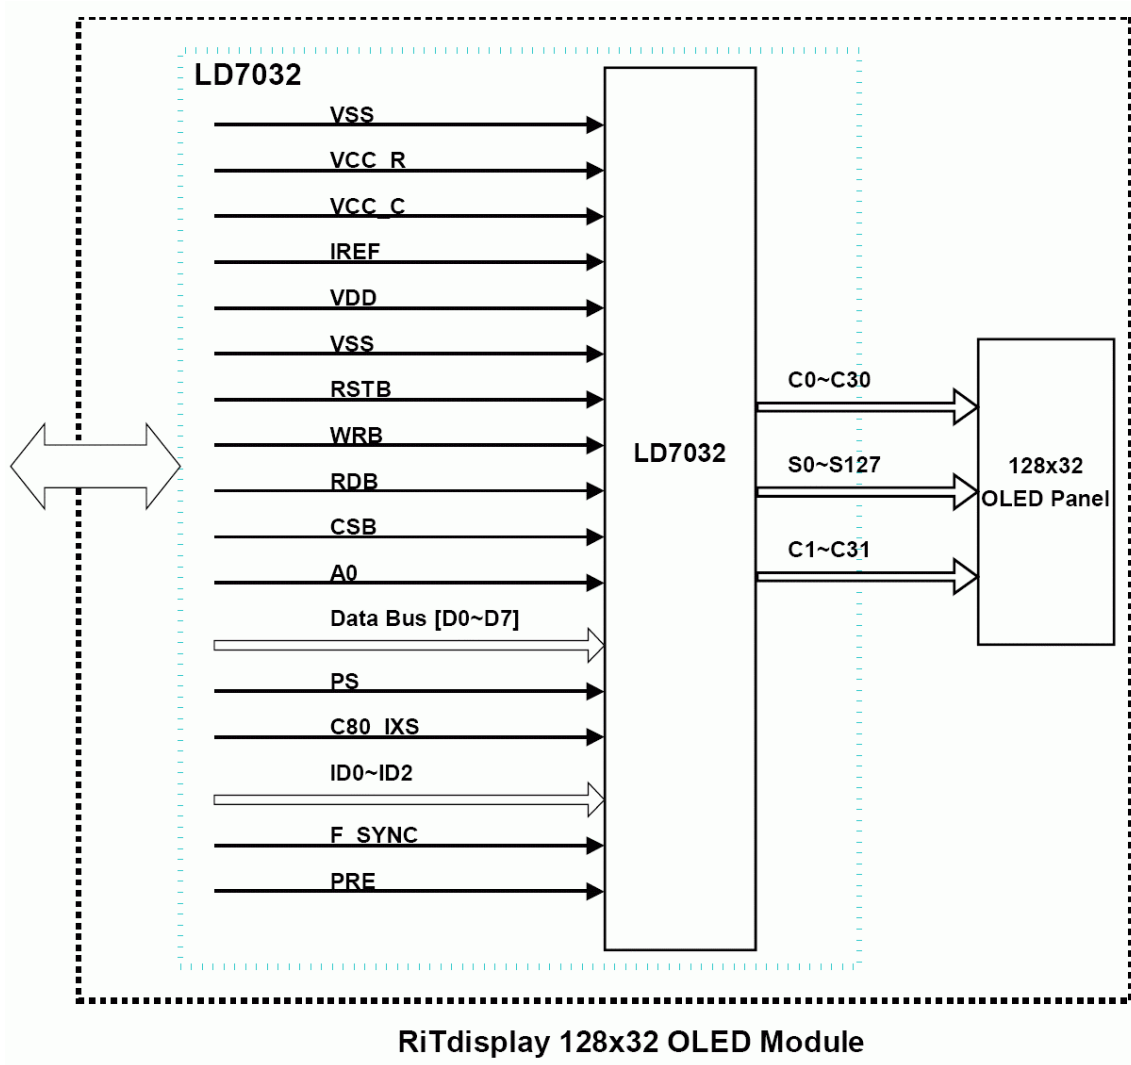 LD7032
VSS
VCC_R
VCC_C
IREF
VDD
VSS
RSTB
WRB
RDB
CSB
A0
Data Bus [D0~D7]
PS
C80_IXS
ID0~ID2
F_SYNC
PRE
LD7032
C0~C30
S0~S127
C1~C31
128x32
OLED Panel
RiTdisplay 128x32 OLED Module